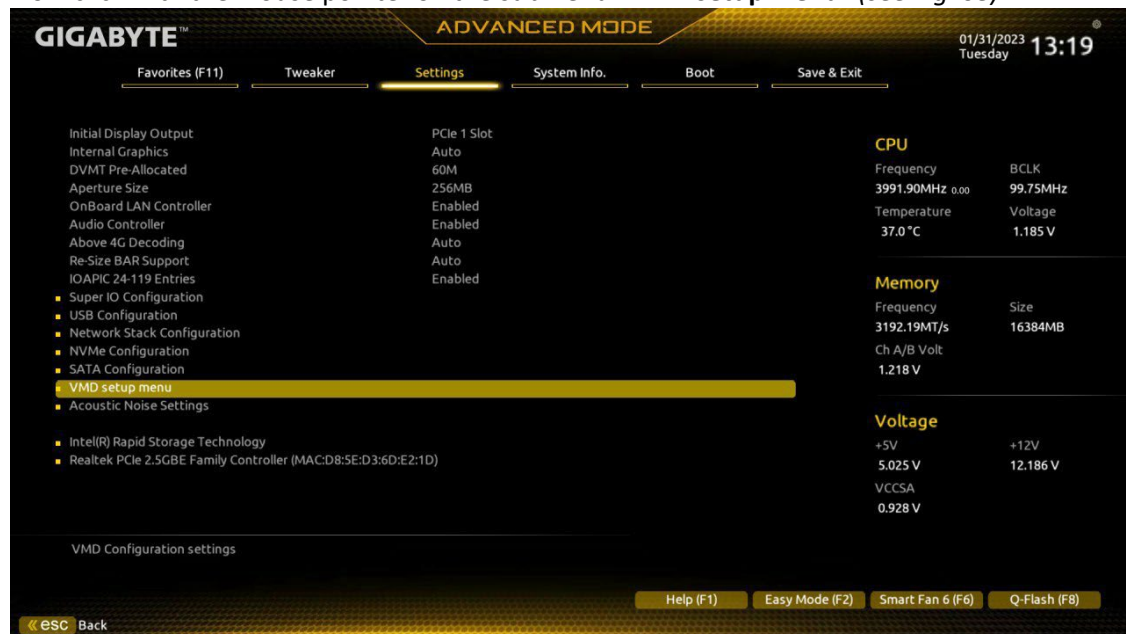 GIGABYTE™
ADVANCED MODE
01/31/2023
Tuesday
13:19
Favorites (F11) Tweaker Settings System Info. Boot Save & Exit
Initial Display Output PCIe 1 Slot
Internal Graphics Auto
DVMT Pre-Allocated 60M
Aperture Size 256MB
OnBoard LAN Controller Enabled
Audio Controller Enabled
Above 4G Decoding Auto
Re-Size BAR Support Auto
IOAPIC 24-119 Entries Enabled
Super IO Configuration
USB Configuration
Network Stack Configuration
NVMe Configuration
SATA Configuration
VMD setup menu
Acoustic Noise Settings
Intel(R) Rapid Storage Technology
Realtek PCIe 2.5GBE Family Controller (MAC:D8:5E:D3:6D:E2:1D)
CPU
Frequency BCLK
3991.90MHz 0.00 99.75MHz
Temperature Voltage
37.0 °C 1.185 V
Memory
Frequency Size
3192.19MT/s 16384MB
Ch A/B Volt
1.218 V
Voltage
+5V +12V
5.025 V 12.186 V
VCCSA
0.928 V
VMD Configuration settings
Help (F1) Easy Mode (F2) Smart Fan 6 (F6) Q-Flash (F8)
esc Back